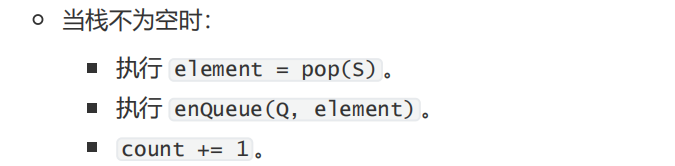 当栈不为空时：
执行 element = pop(S)。
执行 enQueue(Q, element)。
count += 1。